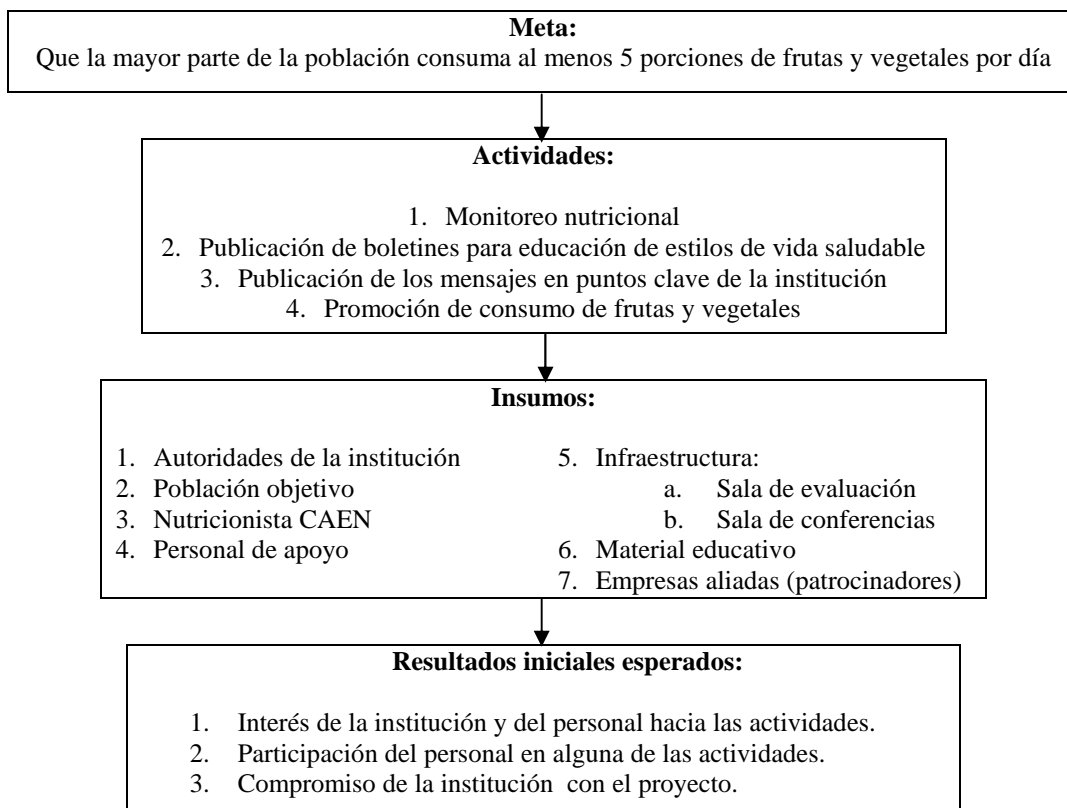 Meta:
Que la mayor parte de la población consuma al menos 5 porciones de frutas y vegetales por día
Actividades:
1. Monitoreo nutricional
2. Publicación de boletines para educación de estilos de vida saludable
3. Publicación de los mensajes en puntos clave de la institución
4. Promoción de consumo de frutas y vegetales
Insumos:
1. Autoridades de la institución
2. Población objetivo
3. Nutricionista CAEN
4. Personal de apoyo
5. Infraestructura:
a. Sala de evaluación
b. Sala de conferencias
6. Material educativo
7. Empresas aliadas (patrocinadores)
Resultados iniciales esperados:
1. Interés de la institución y del personal hacia las actividades.
2. Participación del personal en alguna de las actividades.
3. Compromiso de la institución con el proyecto.